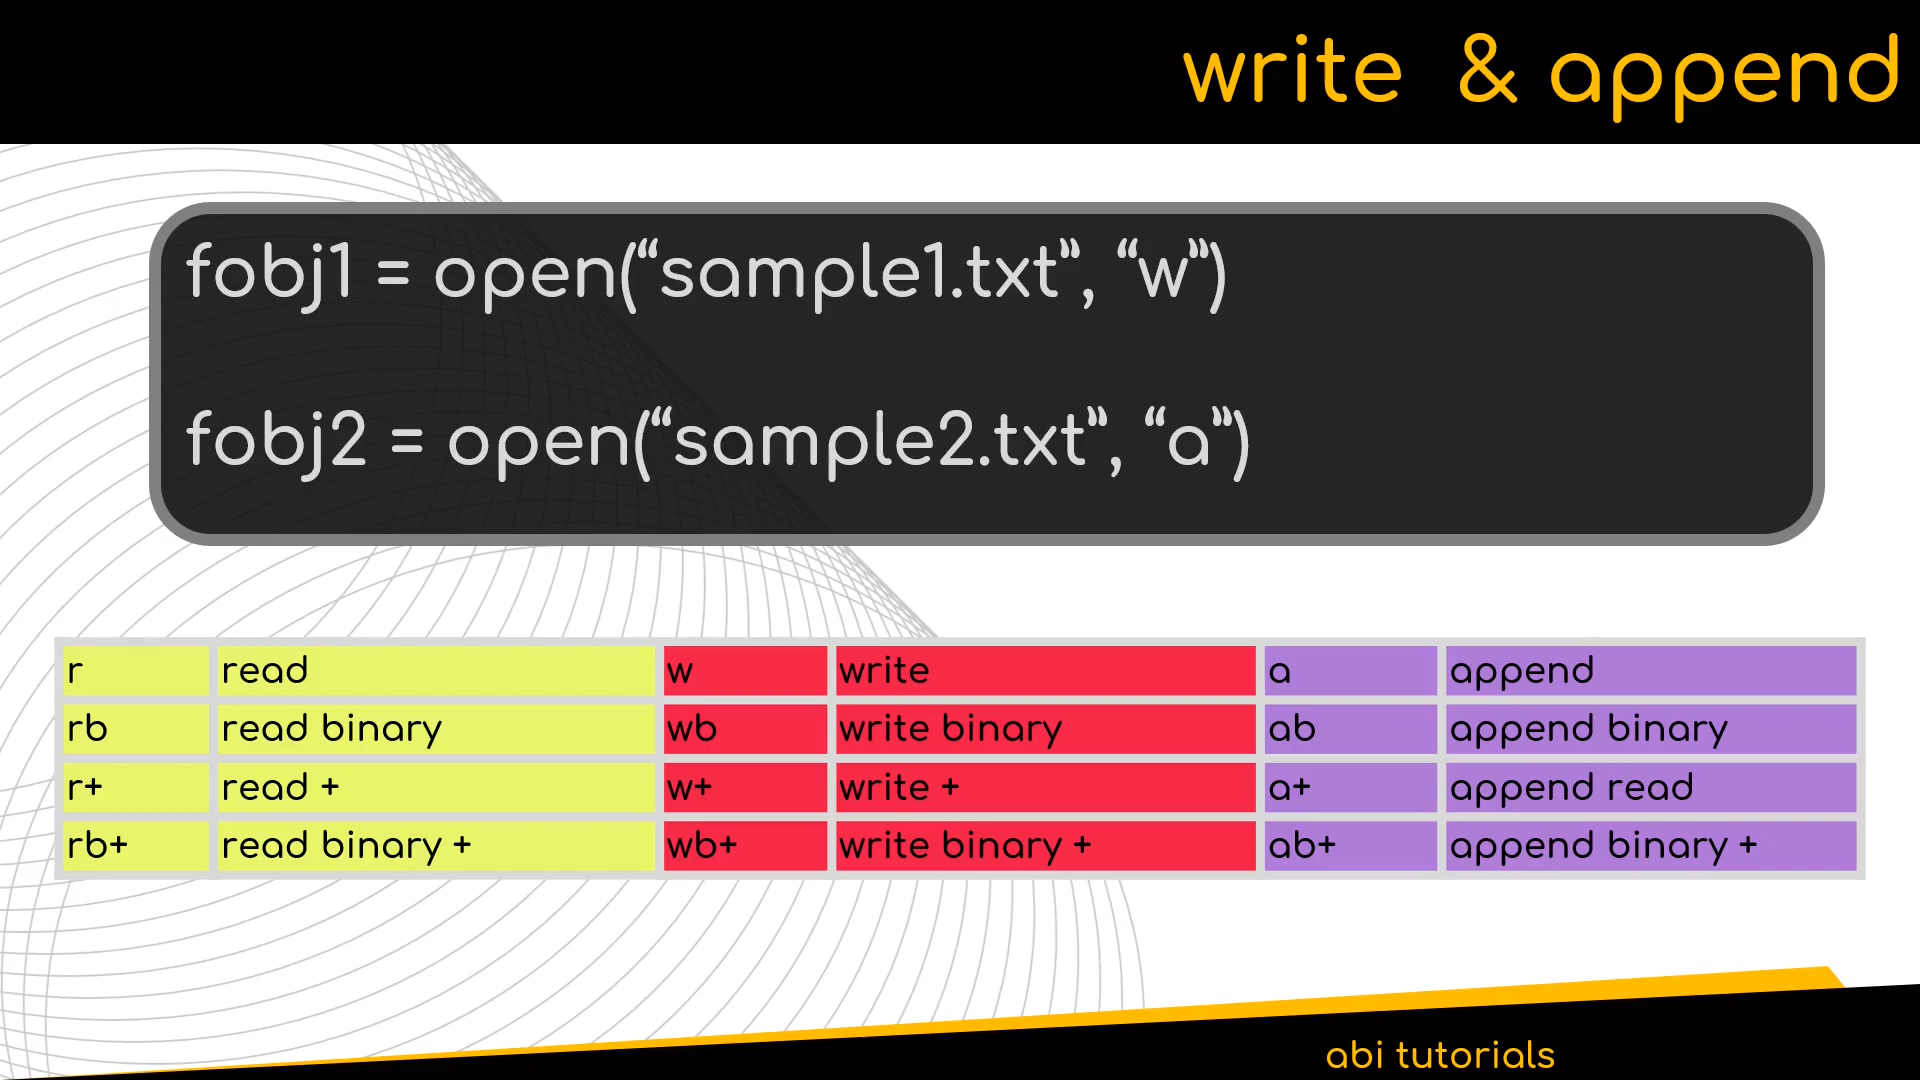 write & append
fobj1 = open(“sample1.txt”, “w”)
fobj2 = open(“sample2.txt”, “a”)
r read w write a append
rb read binary wb write binary ab append binary
r+ read + w+ write + a+ append read
rb+ read binary + wb+ write binary + ab+ append binary +
abi tutorials